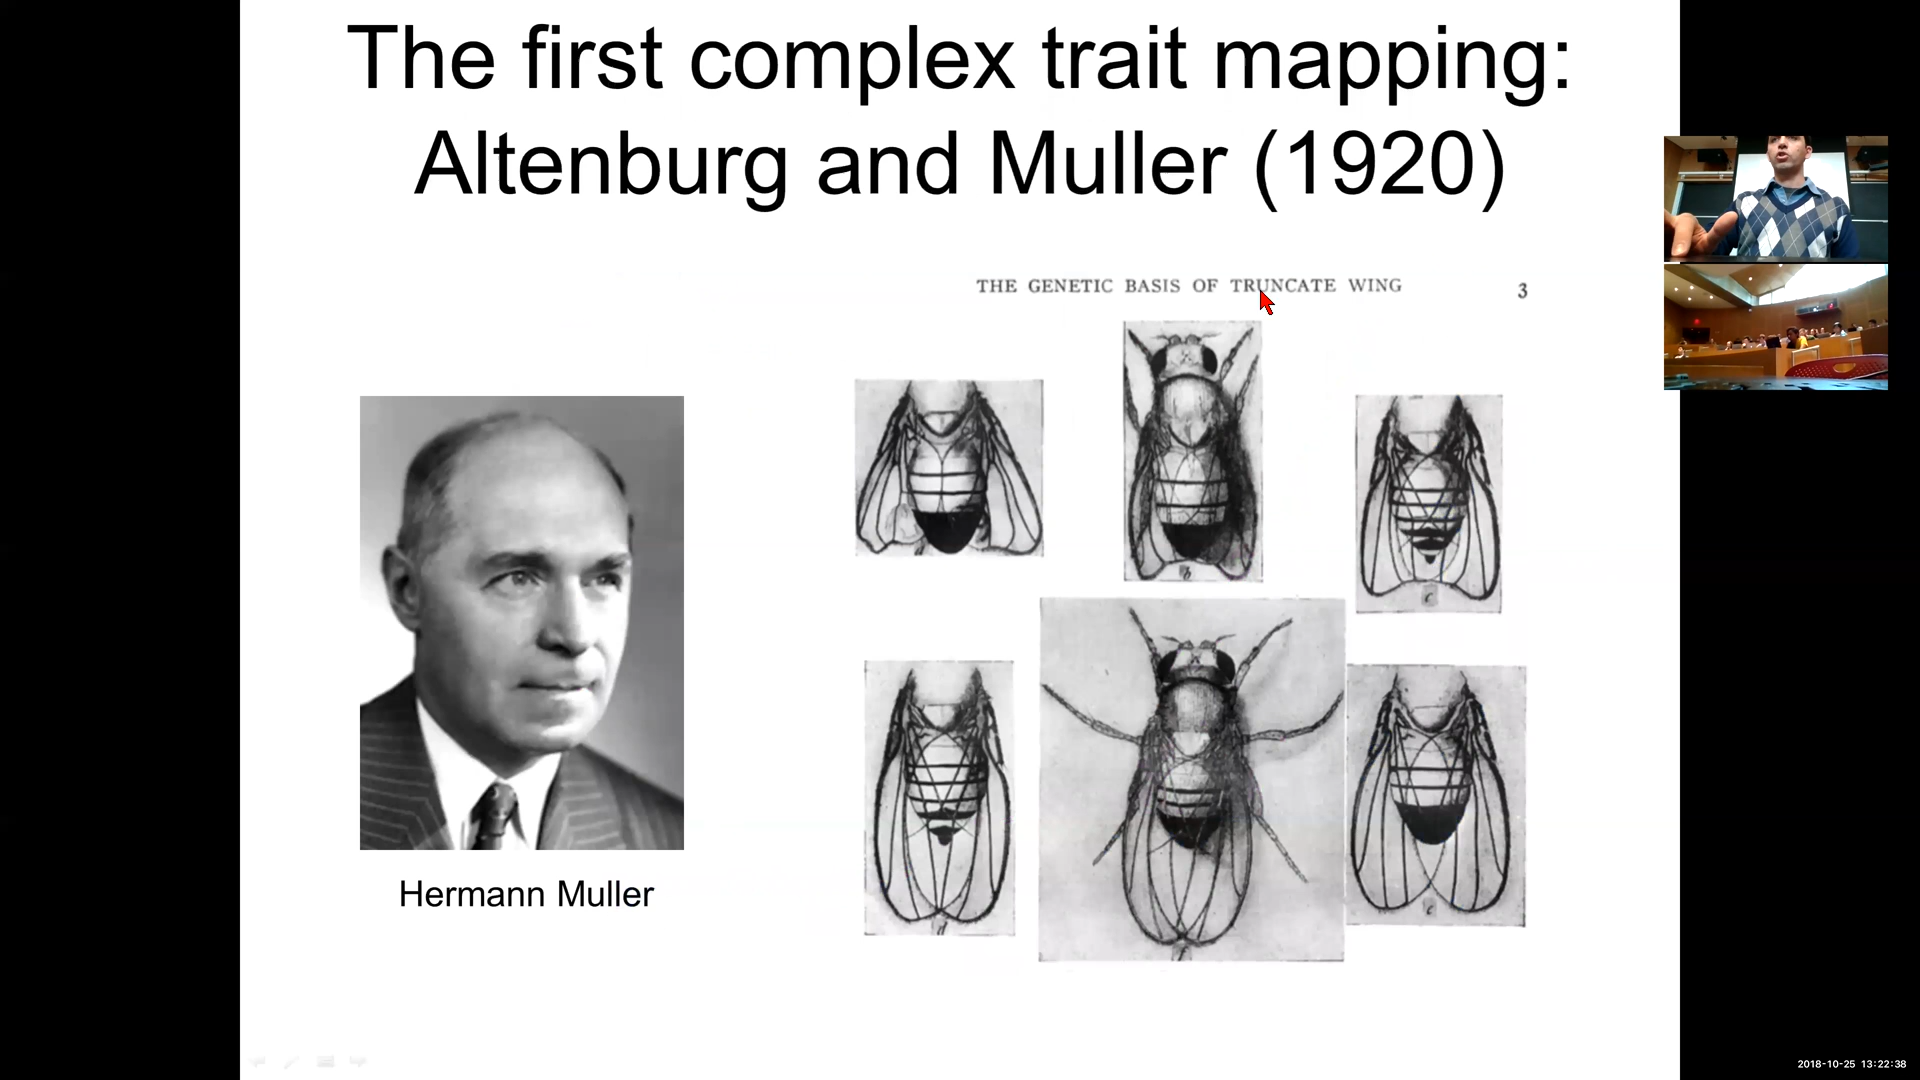 The first complex trait mapping:
Altenburg and Muller (1920)
THE GENETIC BASIS OF TRUNCATE WING
3
Hermann Muller
2018-10-25 13:22:38